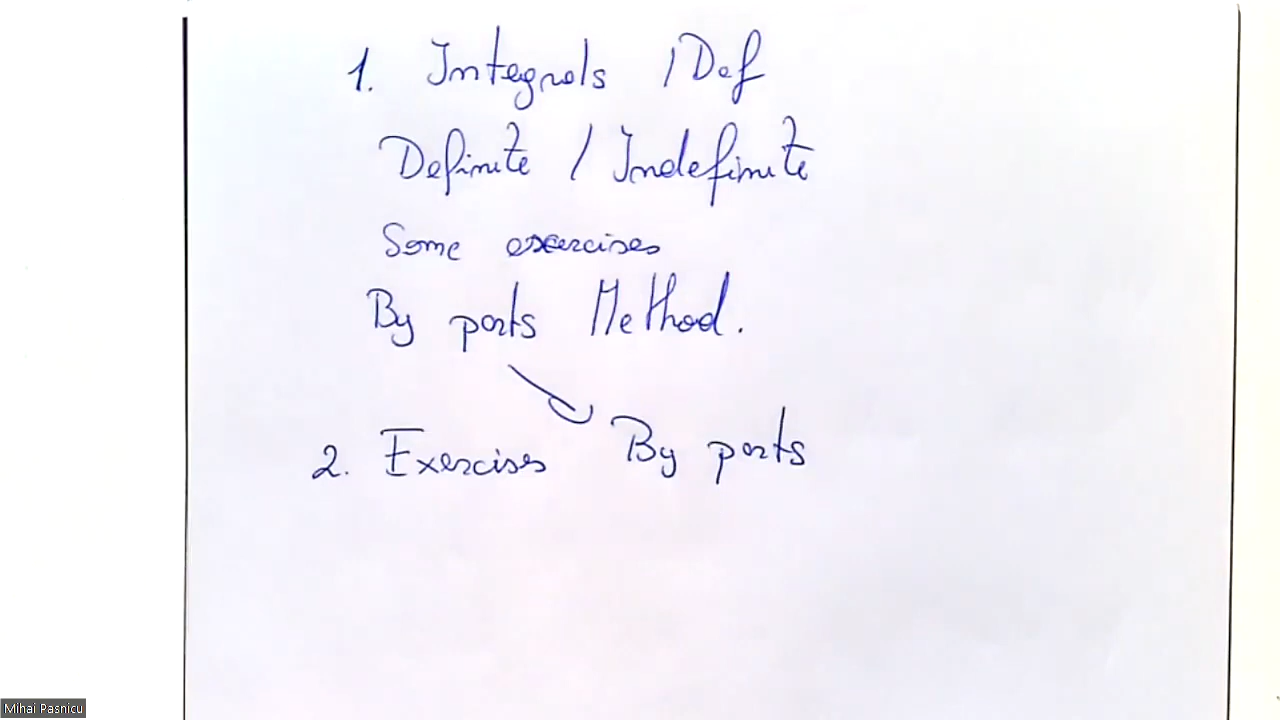 1. Integrals / Def
Definite / Indefinite
Some exercises
By parts Method.
2. Exercises By parts
Mihai Pasnicu